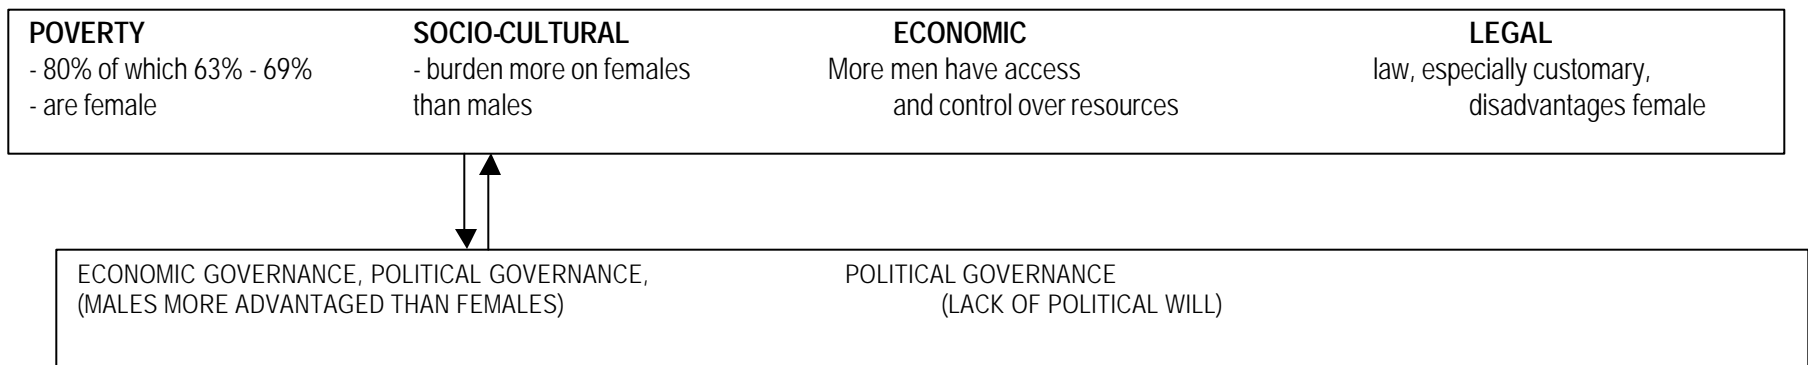 POVERTY
- 80% of which 63% - 69%
- are female
SOCIO-CULTURAL
- burden more on females
than males
ECONOMIC
More men have access
and control over resources
LEGAL
law, especially customary,
disadvantages female
ECONOMIC GOVERNANCE, POLITICAL GOVERNANCE,
(MALES MORE ADVANTAGED THAN FEMALES)
POLITICAL GOVERNANCE
(LACK OF POLITICAL WILL)